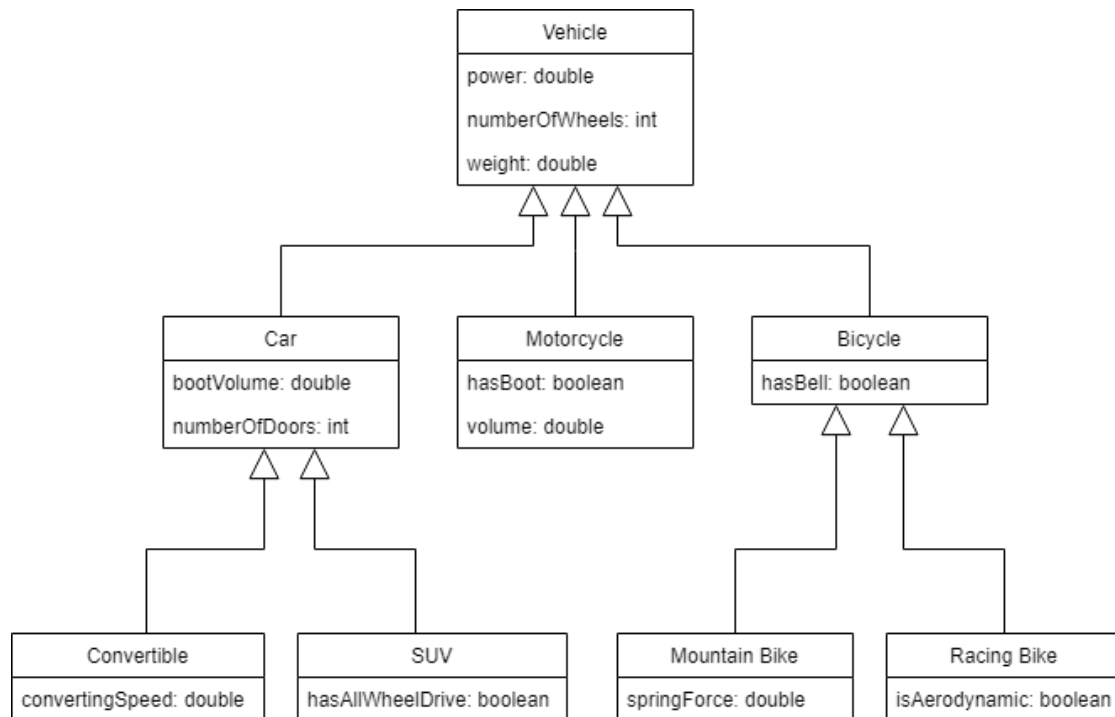 Vehicle
power: double
numberOfWheels: int
weight: double
Car
bootVolume: double
numberOfDoors: int
Motorcycle
hasBoot: boolean
volume: double
Bicycle
hasBell: boolean
Convertible
convertingSpeed: double
SUV
hasAllWheelDrive: boolean
Mountain Bike
springForce: double
Racing Bike
isAerodynamic: boolean